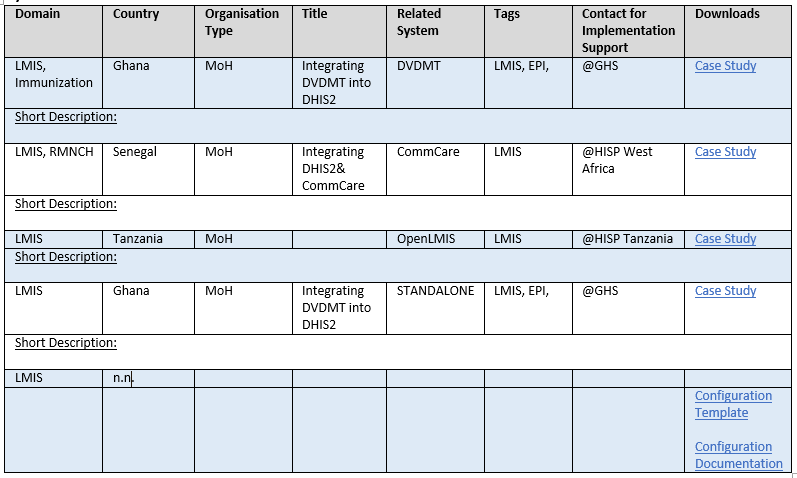 Domain Country Organisation Type Title Related System Tags Contact for Implementation Support Downloads
LMIS, Immunization Ghana MoH Integrating DVDMT into DHIS2 DVDMT LMIS, EPI, @GHS Case Study
Short Description:
LMIS, RMNCH Senegal MoH Integrating DHIS2& CommCare CommCare LMIS @HISP West Africa Case Study
Short Description:
LMIS Tanzania MoH OpenLMIS LMIS @HISP Tanzania Case Study
Short Description:
LMIS Ghana MoH Integrating DVDMT into DHIS2 STANDALONE LMIS, EPI, @GHS Case Study
Short Description:
LMIS n.n.
Configuration Template
Configuration Documentation